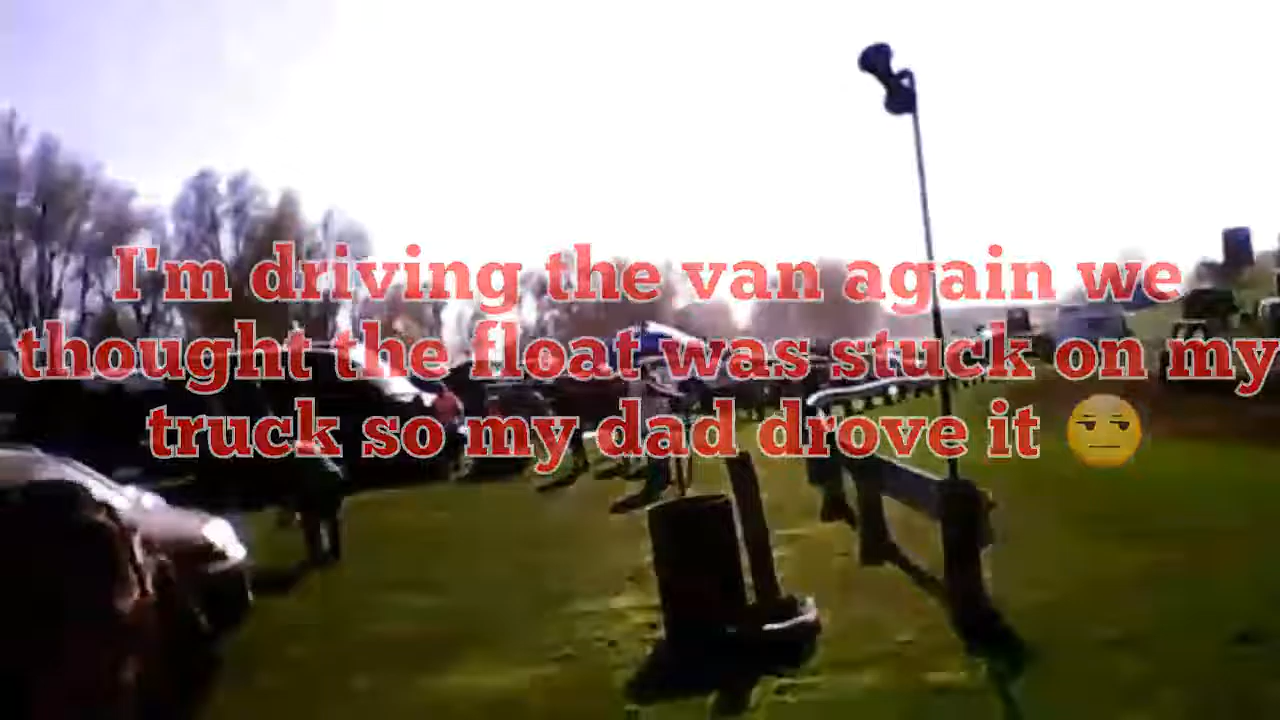 I'm driving the van again we
thought the float was stuck on my
truck so my dad drove it 😒